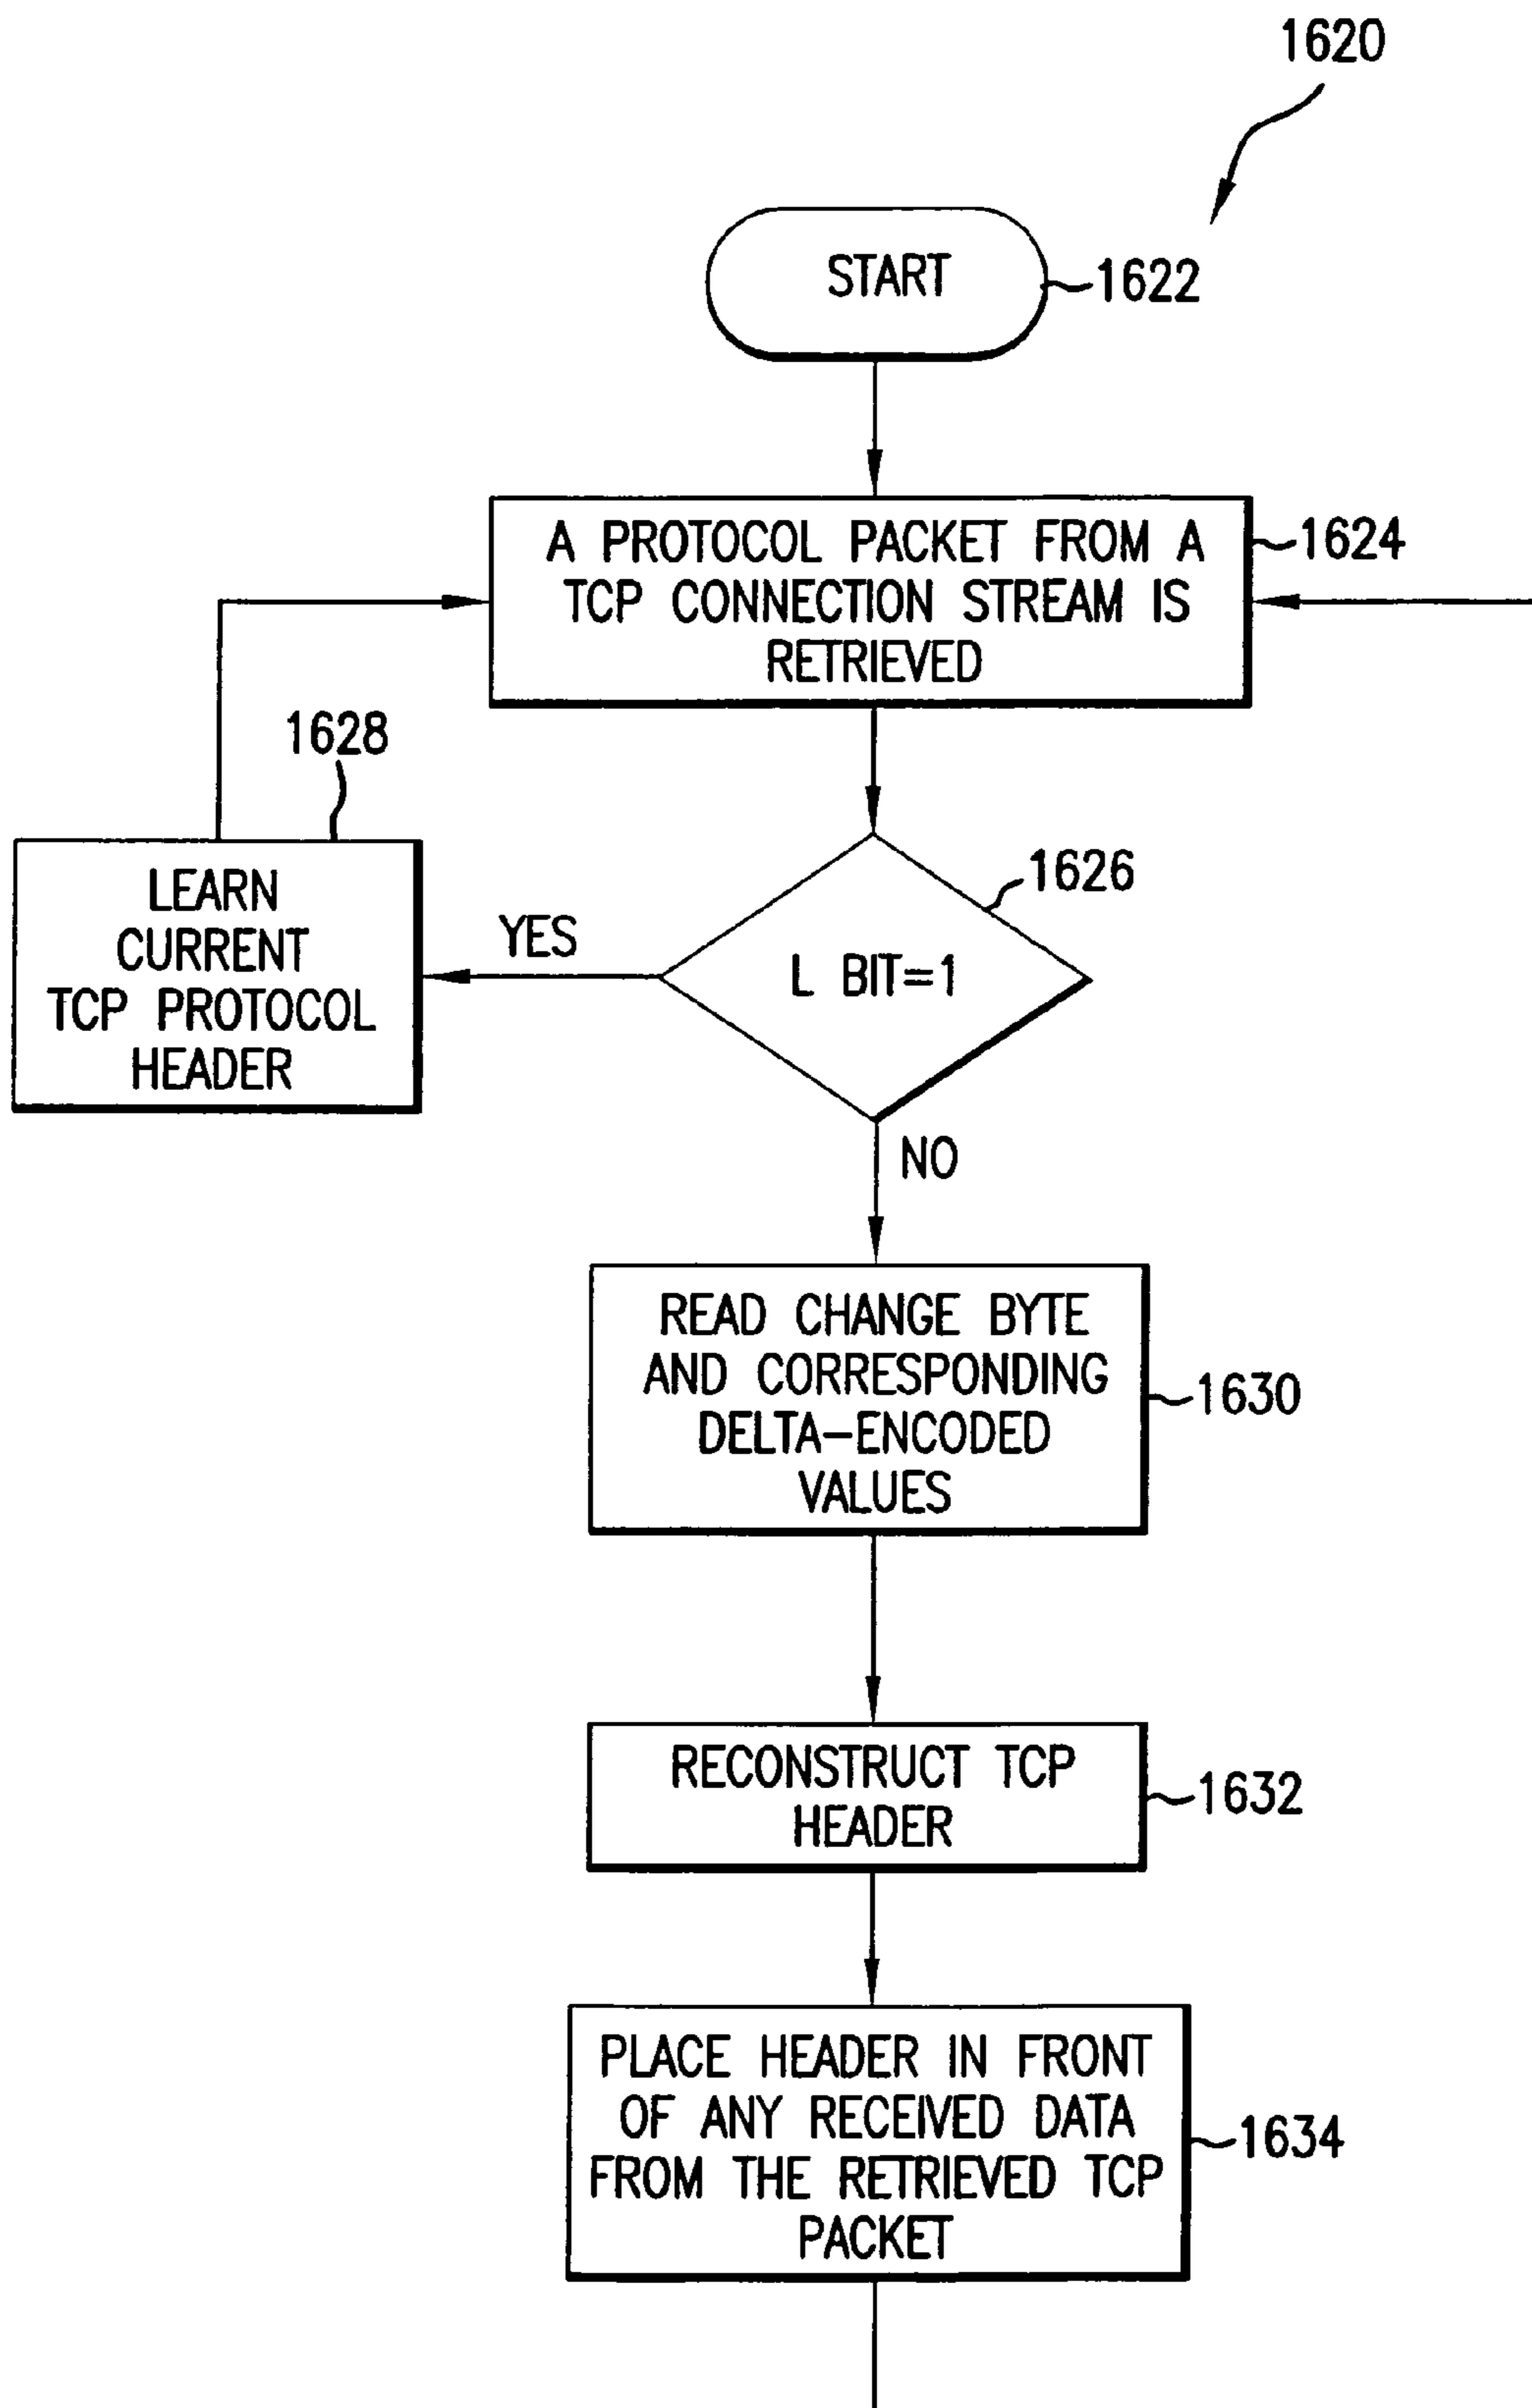 1620
START
1622
A PROTOCOL PACKET FROM A
TCP CONNECTION STREAM IS
RETRIEVED
1624
1628
LEARN
CURRENT
TCP PROTOCOL
HEADER
YES
1626
L BIT=1
NO
READ CHANGE BYTE
AND CORRESPONDING
DELTA-ENCODED
VALUES
1630
RECONSTRUCT TCP
HEADER
1632
PLACE HEADER IN FRONT
OF ANY RECEIVED DATA
FROM THE RETRIEVED TCP
PACKET
1634